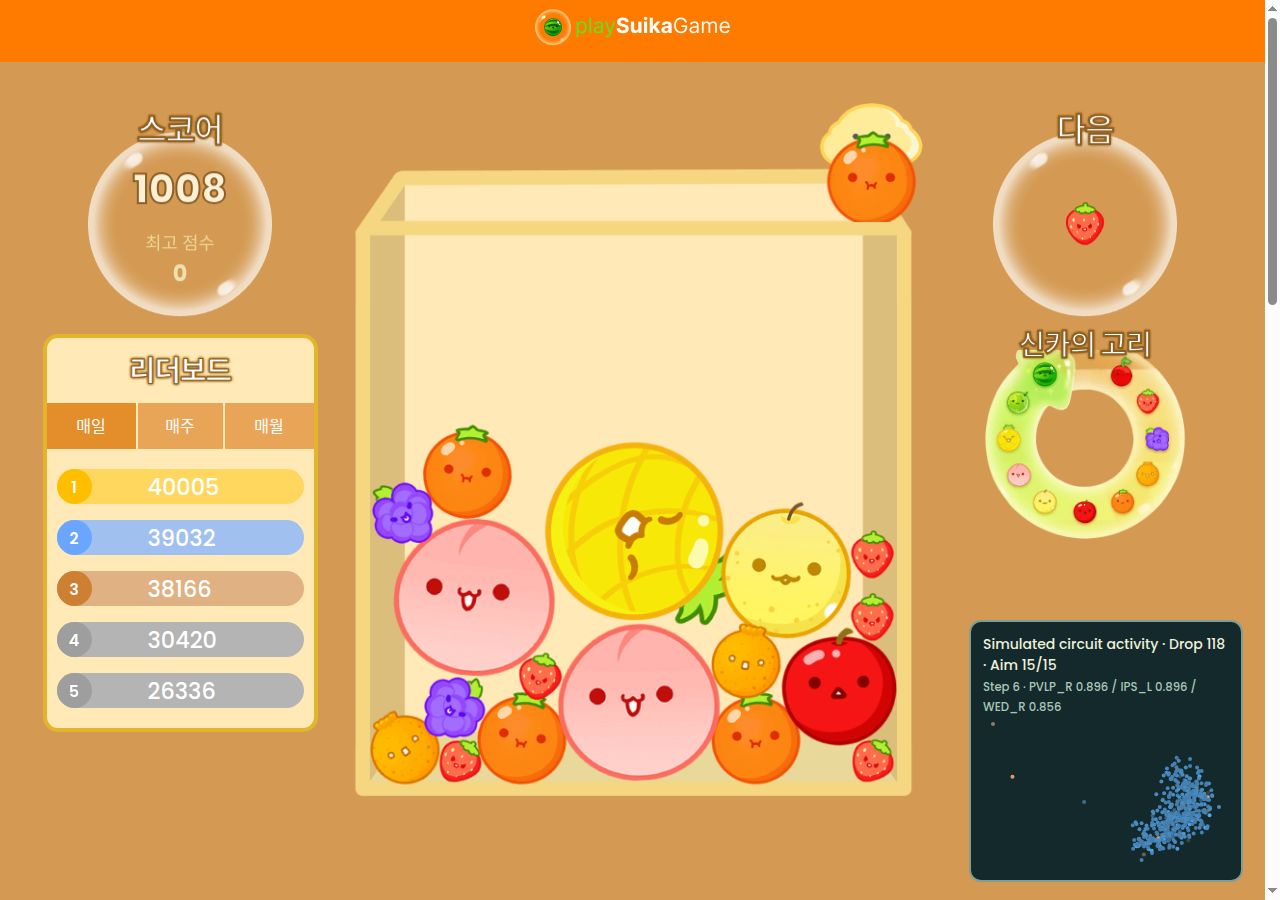 playSuikaGame
스코어
1008
최고 점수
0
리더보드
매일 매주 매월
1 40005
2 39032
3 38166
4 30420
5 26336
다음
신카의 고리
Simulated circuit activity · Drop 118
· Aim 15/15
Step 6 · PVLP_R 0.896 / IPS_L 0.896 /
WED_R 0.856